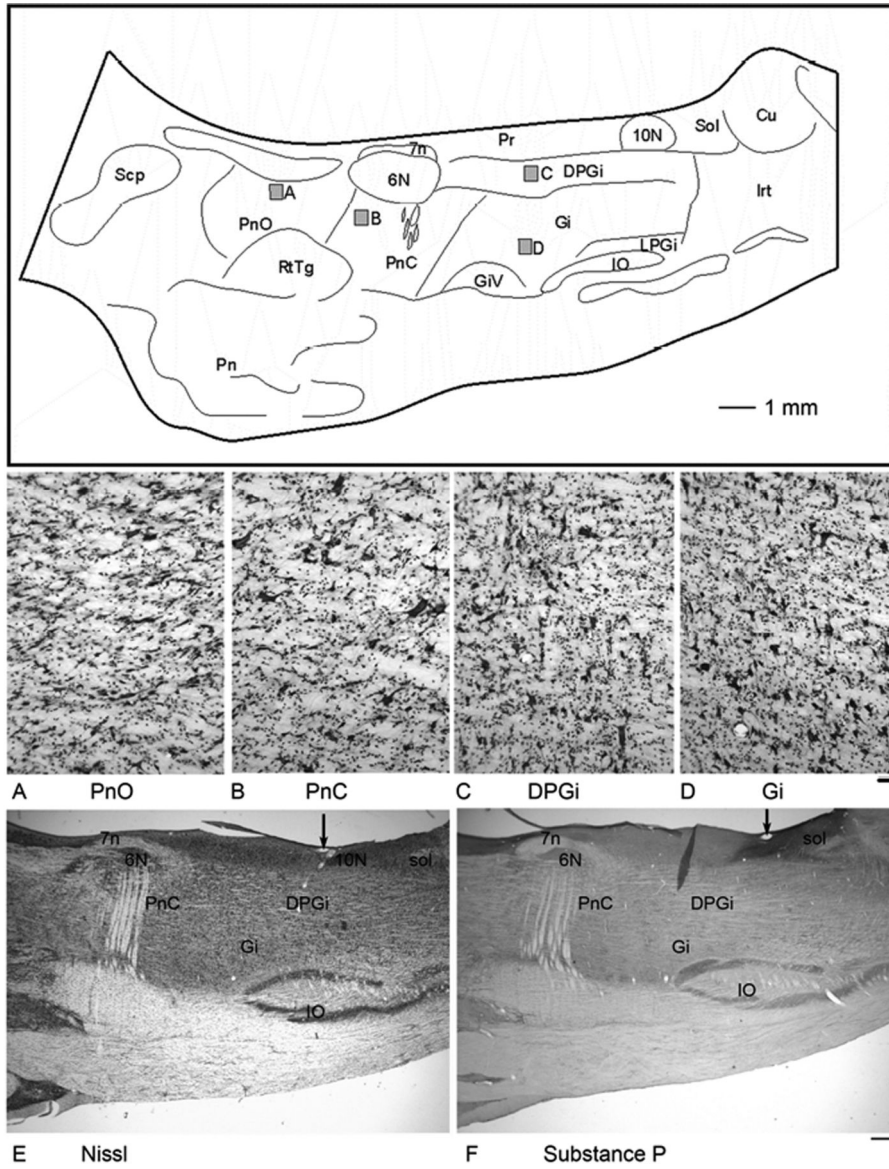 7n
Pr
10N
Sol
Cu
Scp
6N
C
DPGi
A
B
Irt
PnO
Gi
D
LPGi
RtTg
PnC
IO
GiV
Pn
1 mm
A PnO B PnC C DPGi D Gi
7n
6N
10N
sol
PnC
DPGi
Gi
IO
E Nissl
7n
6N
sol
PnC
DPGi
Gi
IO
F Substance P